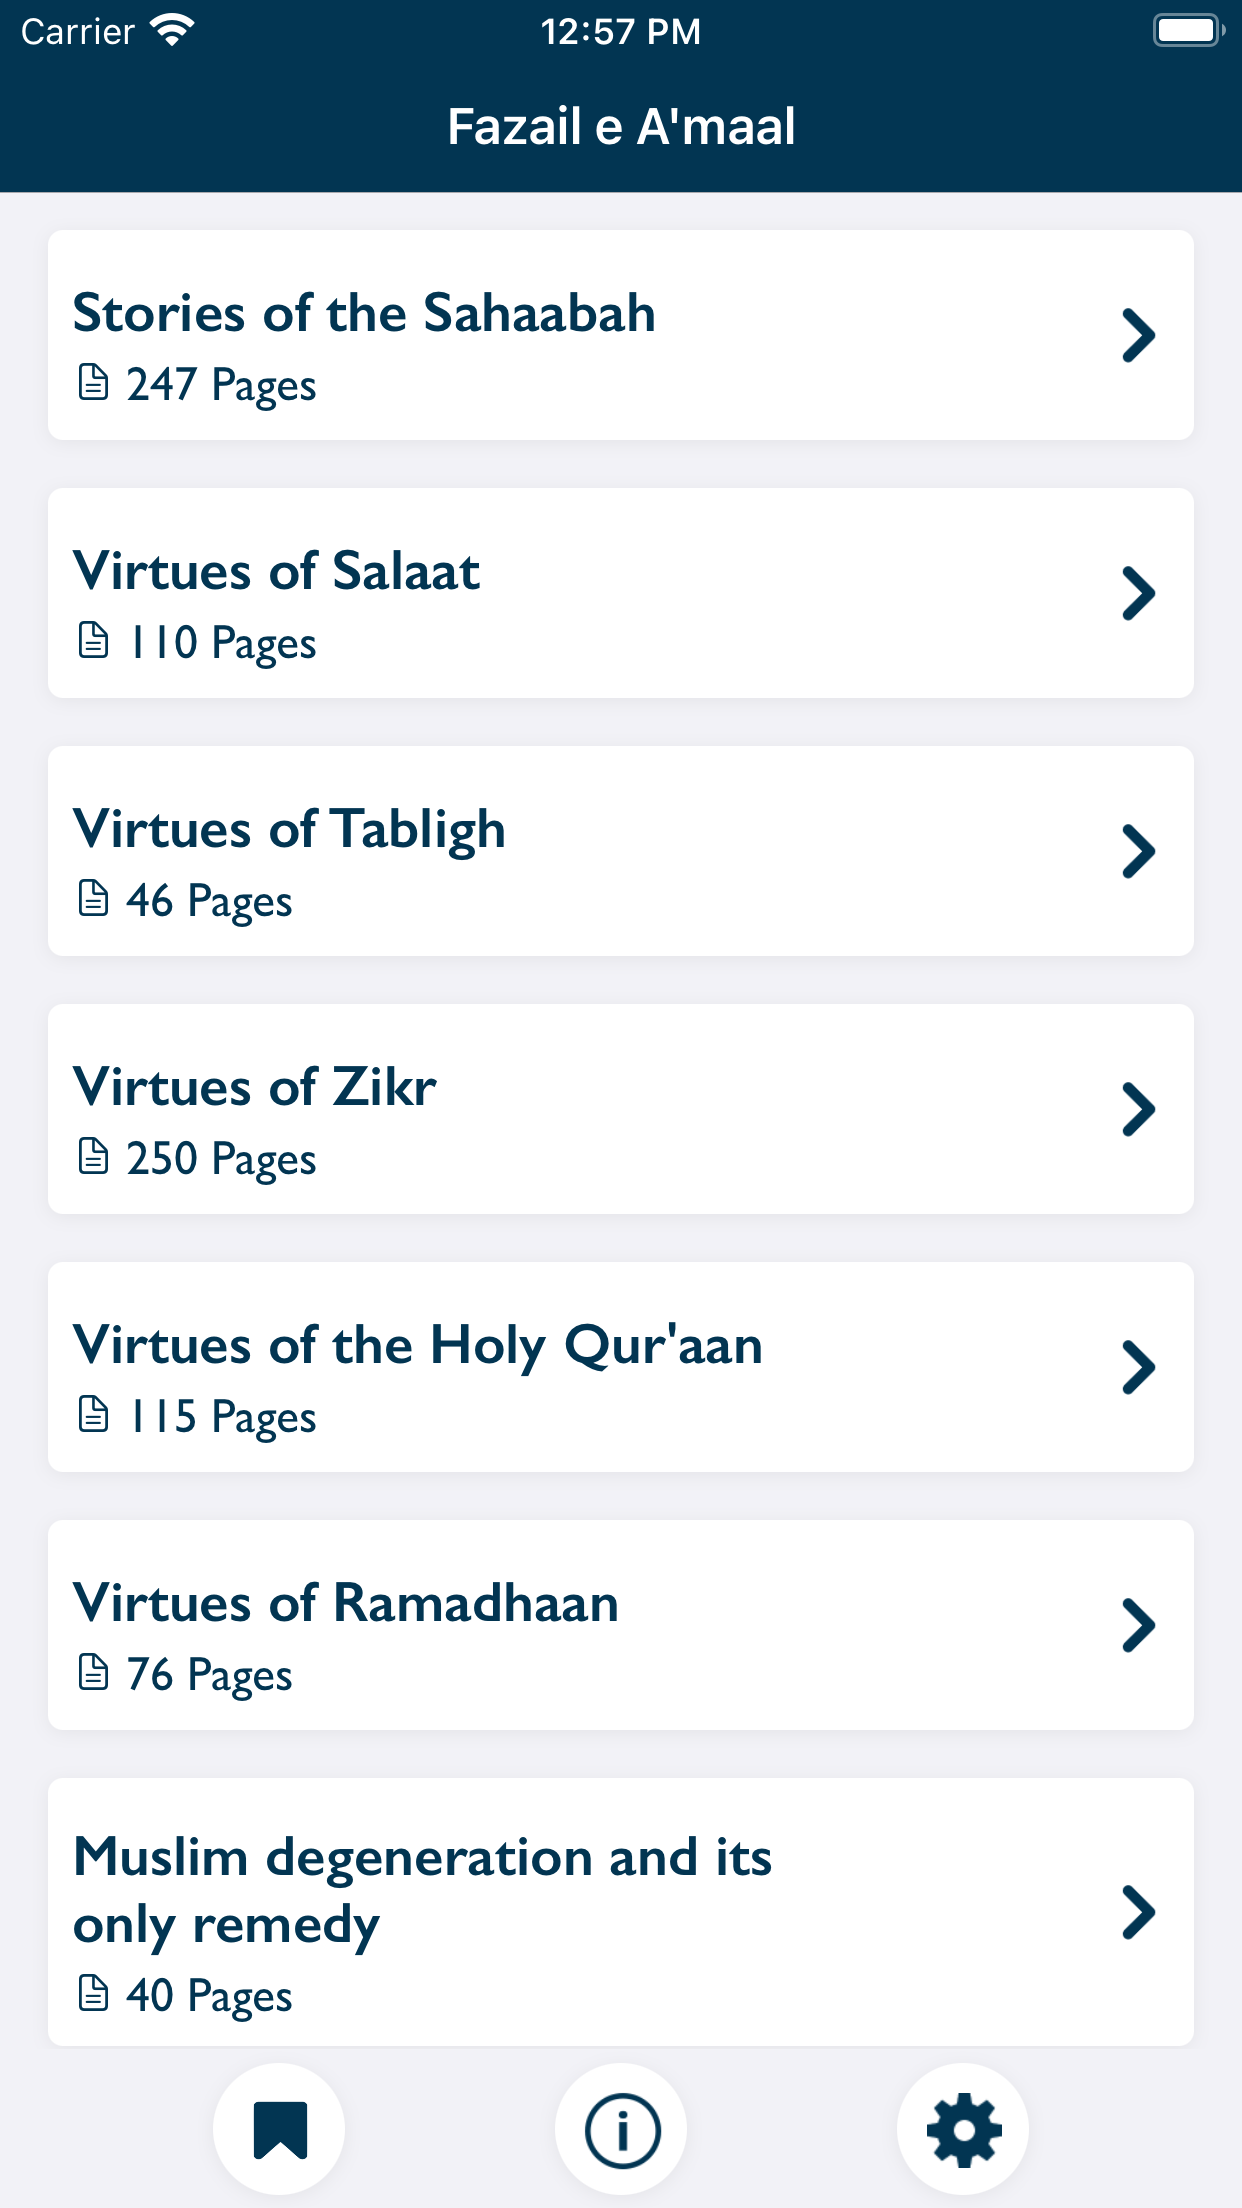 Carrier 12:57 PM
Fazail e A'maal
Stories of the Sahaabah
247 Pages
Virtues of Salaat
110 Pages
Virtues of Tabligh
46 Pages
Virtues of Zikr
250 Pages
Virtues of the Holy Qur'aan
115 Pages
Virtues of Ramadhaan
76 Pages
Muslim degeneration and its
only remedy
40 Pages